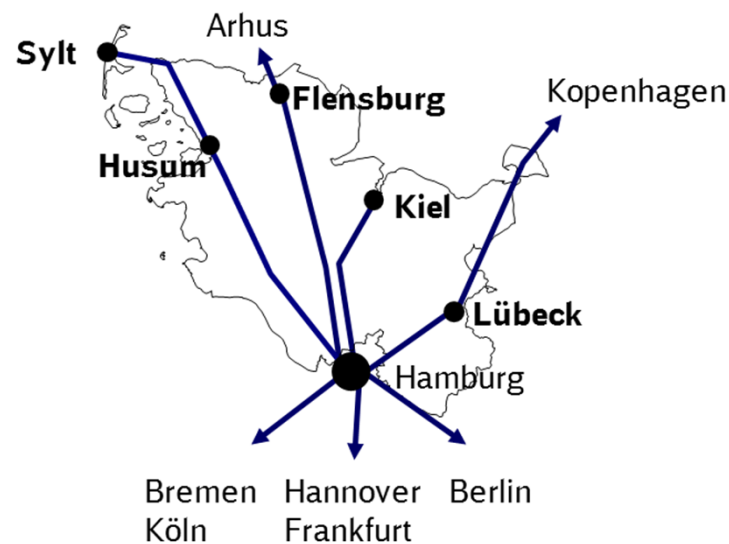 Arhus
Sylt
Flensburg
Kopenhagen
Husum
Kiel
Lübeck
Hamburg
Bremen
Köln
Hannover
Frankfurt
Berlin